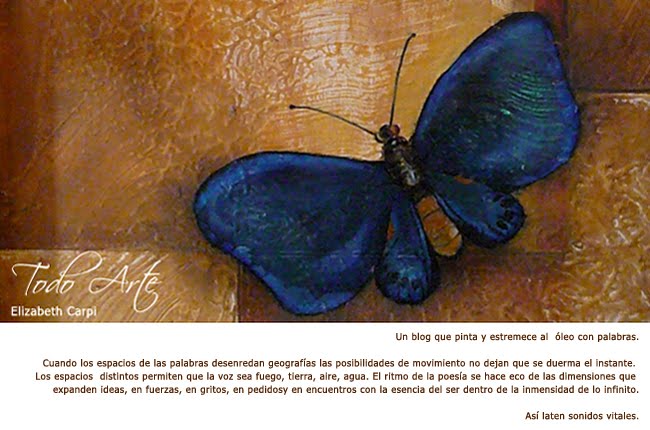 Todo Arte
Elizabeth Carpi
Un blog que pinta y estremece al óleo con palabras.
Cuando los espacios de las palabras desenredan geografías las posibilidades de movimiento no dejan que se duerma el instante.
Los espacios distintos permiten que la voz sea fuego, tierra, aire, agua. El ritmo de la poesía se hace eco de las dimensiones que
expanden ideas, en fuerzas, en gritos, en pedidosy en encuentros con la esencia del ser dentro de la inmensidad de lo infinito.
Así laten sonidos vitales.